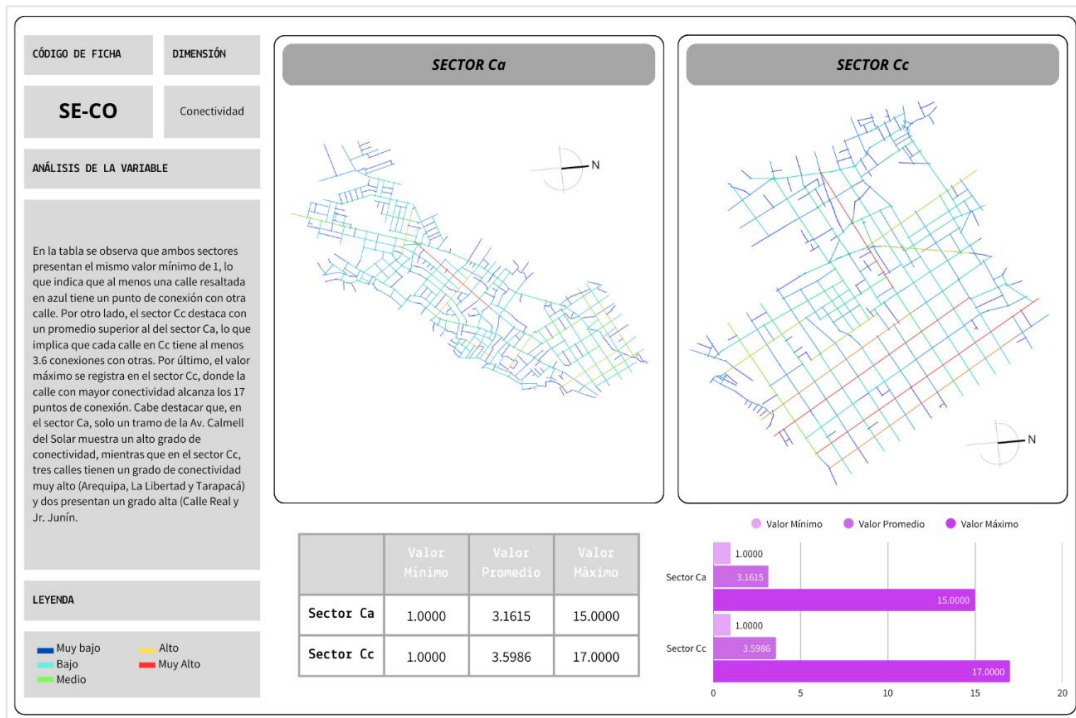 CÓDIGO DE FICHA
DIMENSIÓN
SE-CO
Conectividad
ANÁLISIS DE LA VARIABLE
En la tabla se observa que ambos sectores
presentan el mismo valor mínimo de 1, lo
que indica que al menos una calle resaltada
en azul tiene un punto de conexión con otra
calle. Por otro lado, el sector Cc destaca con
un promedio superior al del sector Ca, lo que
implica que cada calle en Cc tiene al menos
3.6 conexiones con otras. Por último, el valor
máximo se registra en el sector Cc, donde la
calle con mayor conectividad alcanza los 17
puntos de conexión. Cabe destacar que, en
el sector Ca, solo un tramo de la Av. Calmell
del Solar muestra un alto grado de
conectividad, mientras que en el sector Cc,
tres calles tienen un grado de conectividad
muy alto (Arequipa, La Libertad y Tarapacá)
y dos presentan un grado alta (Calle Real y
Jr. Junín.
LEYENDA
Muy bajo
Bajo
Medio
Alto
Muy Alto
SECTOR Ca
N
SECTOR Cc
N
Valor Mínimo Valor Promedio Valor Máximo
Sector Ca 1.0000 3.1615 15.0000
Sector Cc 1.0000 3.5986 17.0000
Valor Mínimo Valor Promedio Valor Máximo
Sector Ca
1.0000
3.1615
15.0000
Sector Cc
1.0000
3.5986
17.0000
0 5 10 15 20